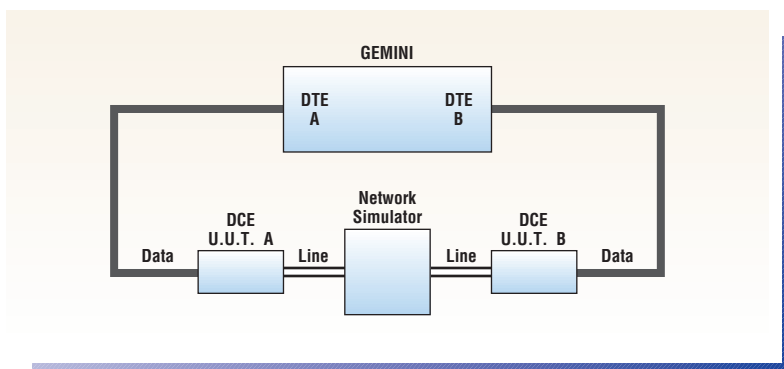 GEMINI
DTE DTE
A B
Network
Simulator
DCE
U.U.T. A
DCE
U.U.T. B
Data
Line
Line
Data